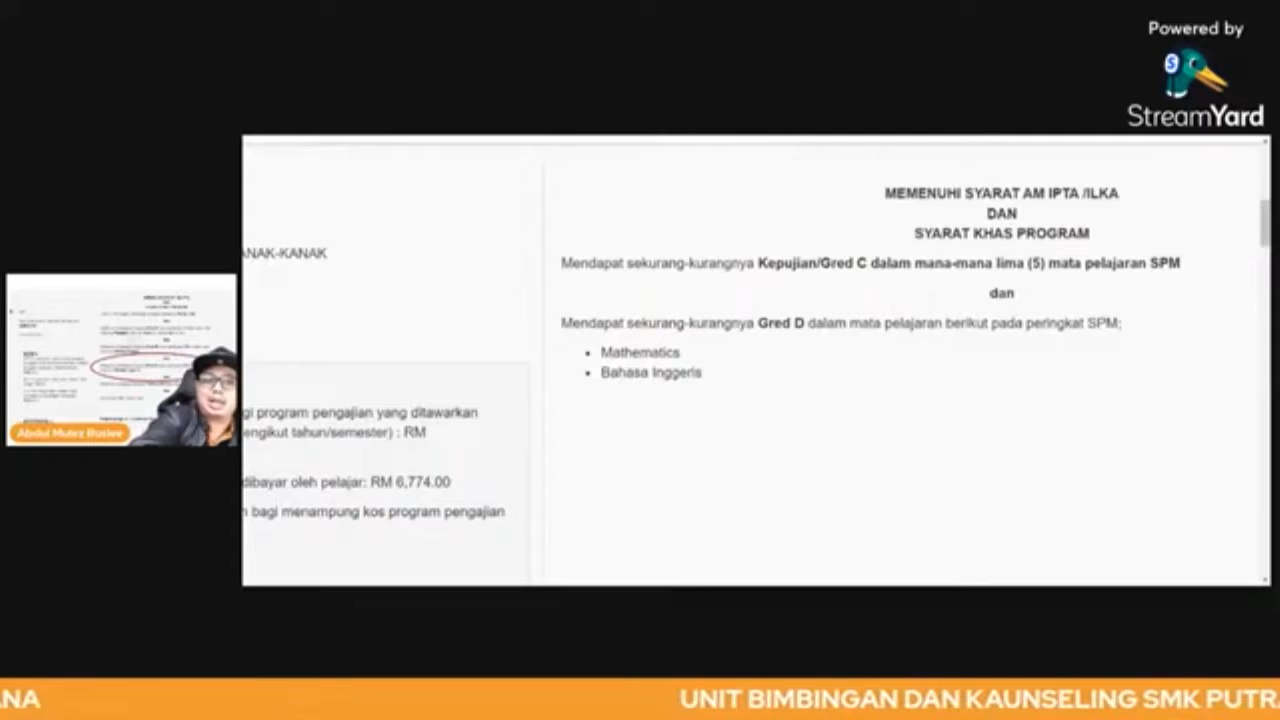 Powered by
StreamYard
ANAK-KANAK
gi program pengajian yang ditawarkan
engikut tahun/semester) : RM
dibayar oleh pelajar: RM 6,774.00
n bagi menampung kos program pengajian
MEMENUHI SYARAT AM IPTA /ILKA
DAN
SYARAT KHAS PROGRAM
Mendapat sekurang-kurangnya Kepujian/Gred C dalam mana-mana lima (5) mata pelajaran SPM
dan
Mendapat sekurang-kurangnya Gred D dalam mata pelajaran berikut pada peringkat SPM;
• Mathematics
• Bahasa Inggeris
Abdul Muiez Ruslee
ANA
UNIT BIMBINGAN DAN KAUNSELING SMK PUTRA